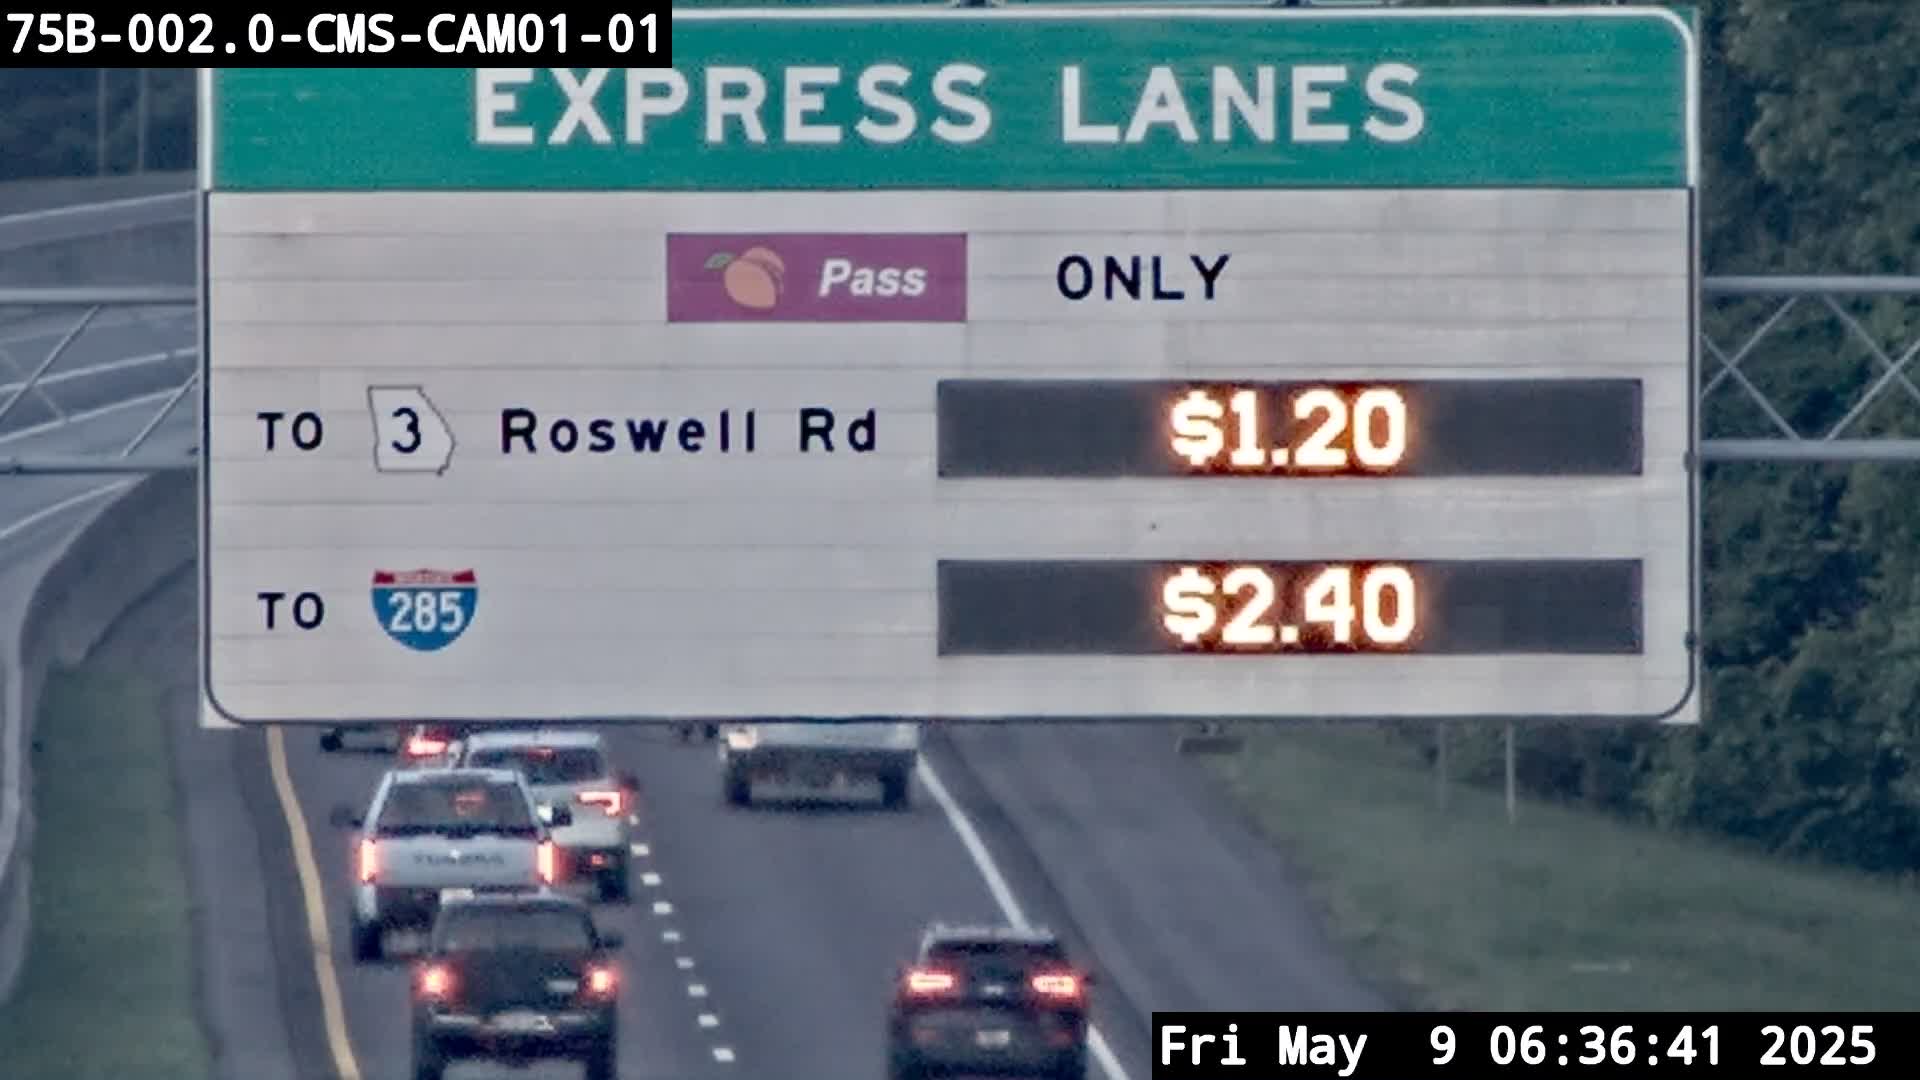 75B-002.0-CMS-CAM01-01
EXPRESS LANES
Pass ONLY
TO 3 Roswell Rd $1.20
TO 285 $2.40
Fri May 9 06:36:41 2025